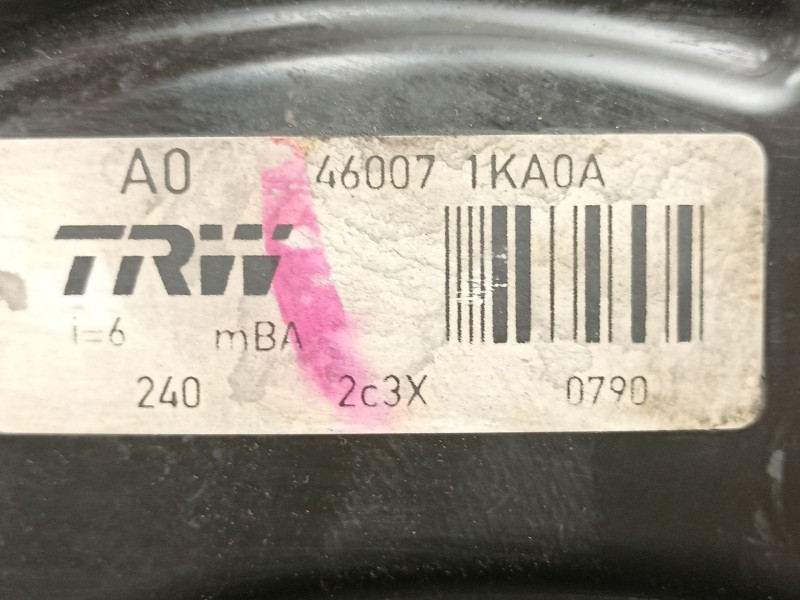 A0 46007 1KA0A
TRW
i=6 mBA
240 2c3X 0790